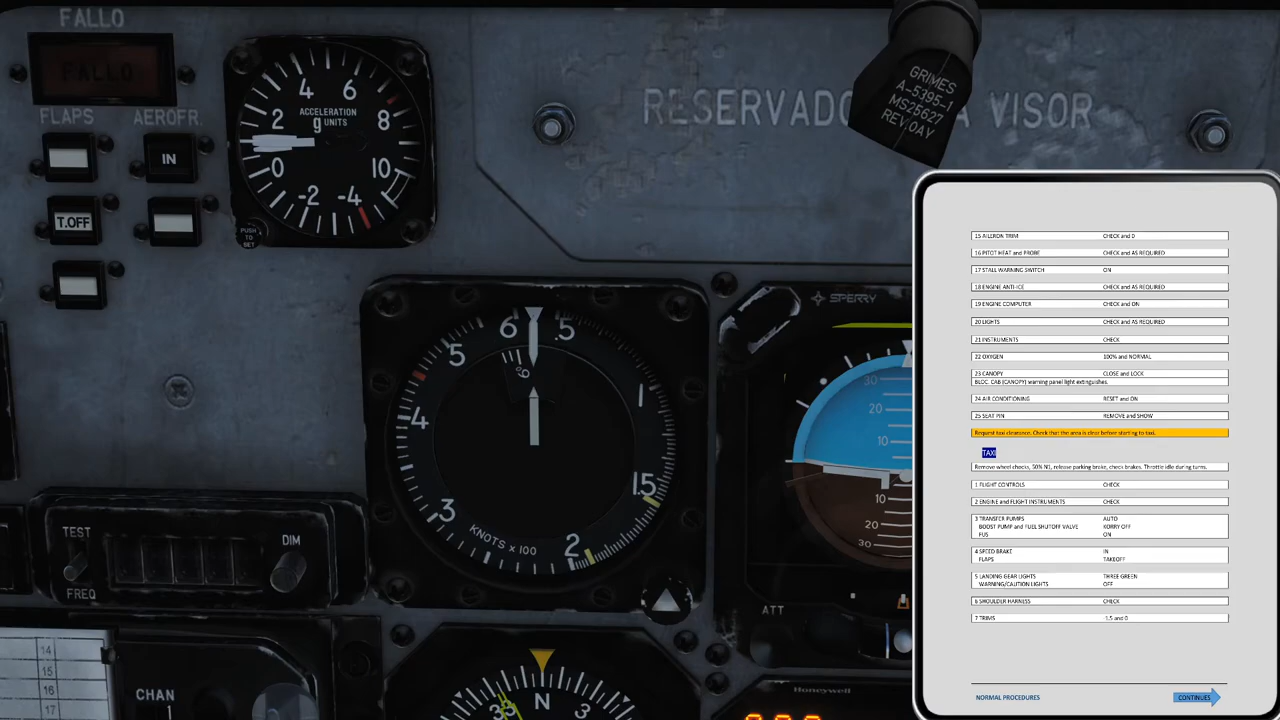 FALLO
FALLO
FLAPS
AEROFR.
IN
T.OFF
ACCELERATION
g UNITS
4
6
2
8
0
10
-2
-4
PUSH
TO
SET
RESERVADO
A VISOR
GRIMES
A-5395-1
MS25627
REV.OAY
SPERRY
6
.5
5
1
4
1.5
3
2
KNOTS x 100
30
20
10
10
20
30
ATT
TEST
DIM
FREQ
14
15
16
17
CHAN
1
N
33
Honeywell
15 AILERON TRIM CHECK and 0
16 PITOT HEAT and PROBE CHECK and AS REQUIRED
17 STALL WARNING SWITCH ON
18 ENGINE ANTI-ICE CHECK and AS REQUIRED
19 ENGINE COMPUTER CHECK and ON
20 LIGHTS CHECK and AS REQUIRED
21 INSTRUMENTS CHECK
22 OXYGEN 100% and NORMAL
23 CANOPY CLOSE and LOCK
BLOC. CAB (CANOPY) warning panel light extinguishes.
24 AIR CONDITIONING RESET and ON
25 SEAT PIN REMOVE and SHOW
Request taxi clearance. Check that the area is clear before starting to taxi.
TAXI
Remove wheel chocks, 50% N1, release parking brake, check brakes. Throttle idle during turns.
1 FLIGHT CONTROLS CHECK
2 ENGINE and FLIGHT INSTRUMENTS CHECK
3 TRANSFER PUMPS AUTO
BOOST PUMP and FUEL SHUTOFF VALVE KORRY OFF
FUS ON
4 SPEED BRAKE IN
FLAPS TAKEOFF
5 LANDING GEAR LIGHTS THREE GREEN
WARNING/CAUTION LIGHTS OFF
6 SHOULDER HARNESS CHECK
7 TRIMS -1,5 and 0
NORMAL PROCEDURES
CONTINUES